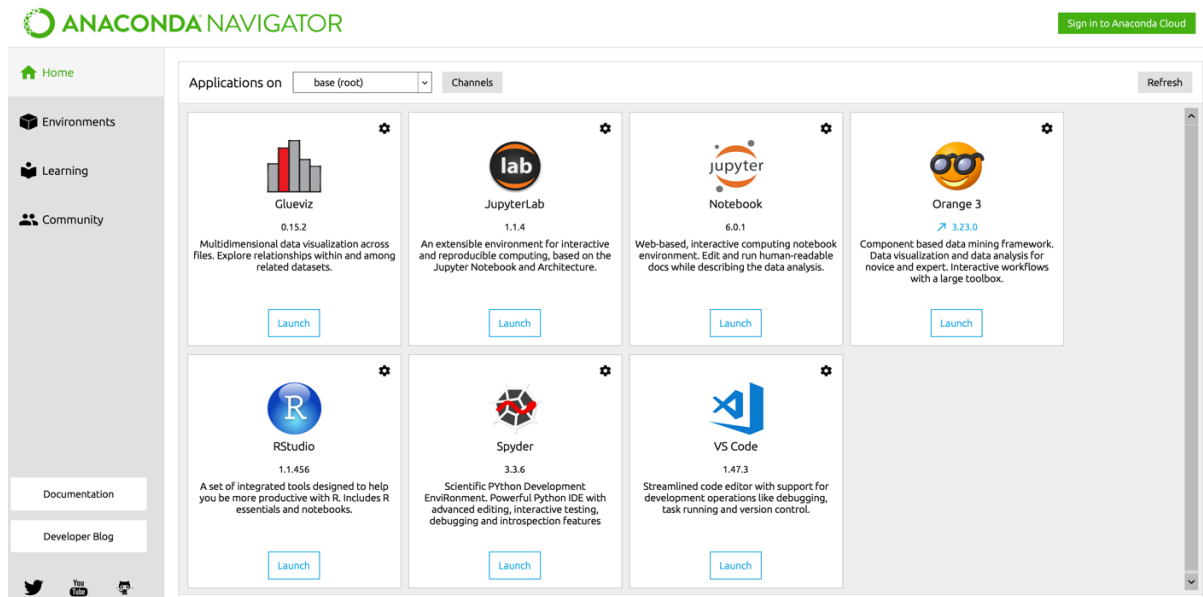 ANACONDA NAVIGATOR
Sign in to Anaconda Cloud
Home
Environments
Learning
Community
Documentation
Developer Blog
You
Tube
Applications on
base (root)
Channels
Refresh
Glueviz
0.15.2
Multidimensional data visualization across
files. Explore relationships within and among
related datasets.
Launch
lab
JupyterLab
1.1.4
An extensible environment for interactive
and reproducible computing, based on the
Jupyter Notebook and Architecture.
Launch
jupyter
Notebook
6.0.1
Web-based, interactive computing notebook
environment. Edit and run human-readable
docs while describing the data analysis.
Launch
Orange 3
3.23.0
Component based data mining framework.
Data visualization and data analysis for
novice and expert. Interactive workflows
with a large toolbox.
Launch
R
RStudio
1.1.456
A set of integrated tools designed to help
you be more productive with R. Includes R
essentials and notebooks.
Launch
Spyder
3.3.6
Scientific PYthon Development
EnviRonment. Powerful Python IDE with
advanced editing, interactive testing,
debugging and introspection features
Launch
VS Code
1.47.3
Streamlined code editor with support for
development operations like debugging,
task running and version control.
Launch